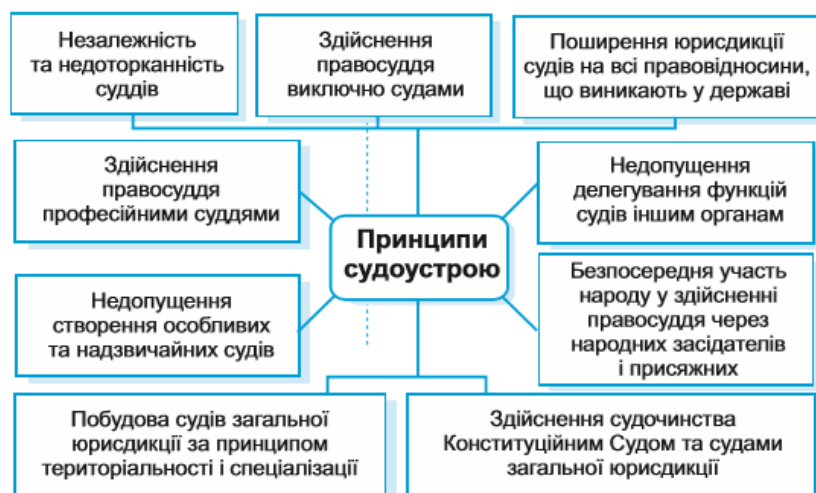 Незалежність
та недоторканність
суддів
Здійснення
правосуддя
виключно судами
Поширення юрисдикції
судів на всі правовідносини,
що виникають у державі
Здійснення
правосуддя
професійними суддями
Недопущення
делегування функцій
судів іншим органам
Принципи
судоустрою
Недопущення
створення особливих
та надзвичайних судів
Безпосередня участь
народу у здійсненні
правосуддя через
народних засідателів
і присяжних
Побудова судів загальної
юрисдикції за принципом
територіальності і спеціалізації
Здійснення судочинства
Конституційним Судом та судами
загальної юрисдикції